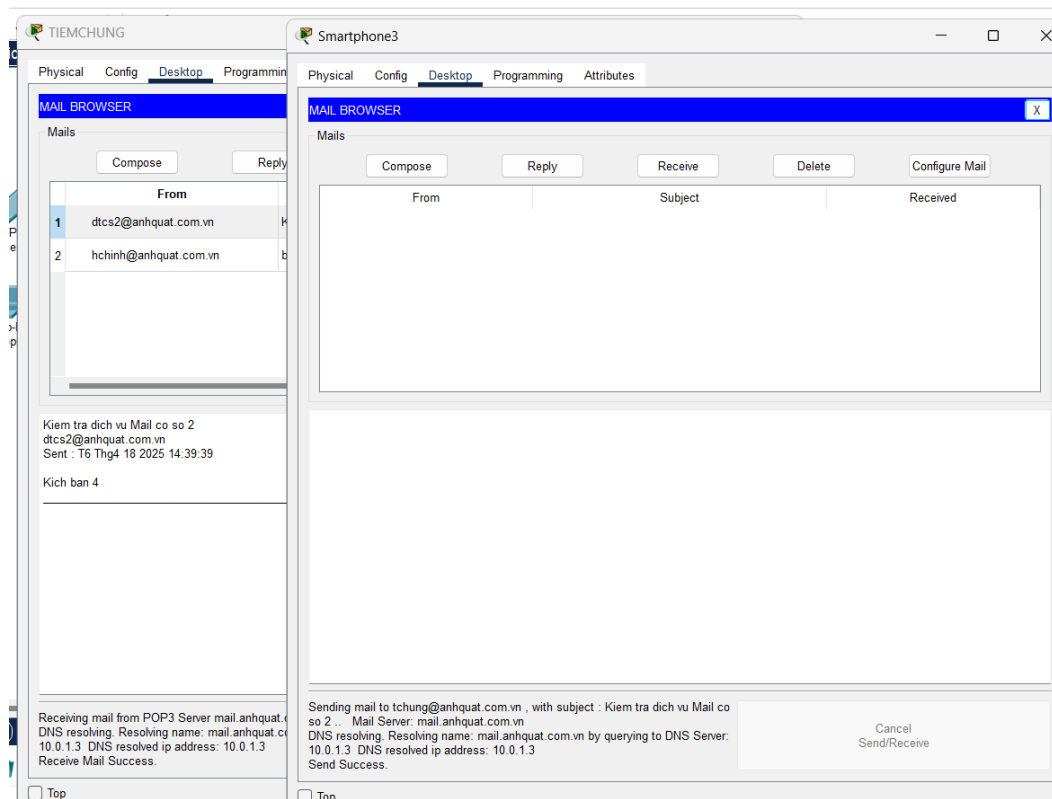 TIEMCHUNG
Physical Config Desktop Programmin
MAIL BROWSER
Mails
Compose Reply
From
1 dtcs2@anhquat.com.vn K
2 hchinh@anhquat.com.vn b
Kiem tra dich vu Mail co so 2
dtcs2@anhquat.com.vn
Sent : T6 Thg4 18 2025 14:39:39
Kich ban 4
Receiving mail from POP3 Server mail.anhquat.c
DNS resolving. Resolving name: mail.anhquat.co
10.0.1.3 DNS resolved ip address: 10.0.1.3
Receive Mail Success.
Top
Smartphone3
Physical Config Desktop Programming Attributes
MAIL BROWSER X
Mails
Compose Reply Receive Delete Configure Mail
From Subject Received
Sending mail to tchung@anhquat.com.vn , with subject : Kiem tra dich vu Mail co
so 2 .. Mail Server: mail.anhquat.com.vn
DNS resolving. Resolving name: mail.anhquat.com.vn by querying to DNS Server:
10.0.1.3 DNS resolved ip address: 10.0.1.3
Send Success.
Cancel
Send/Receive
Top